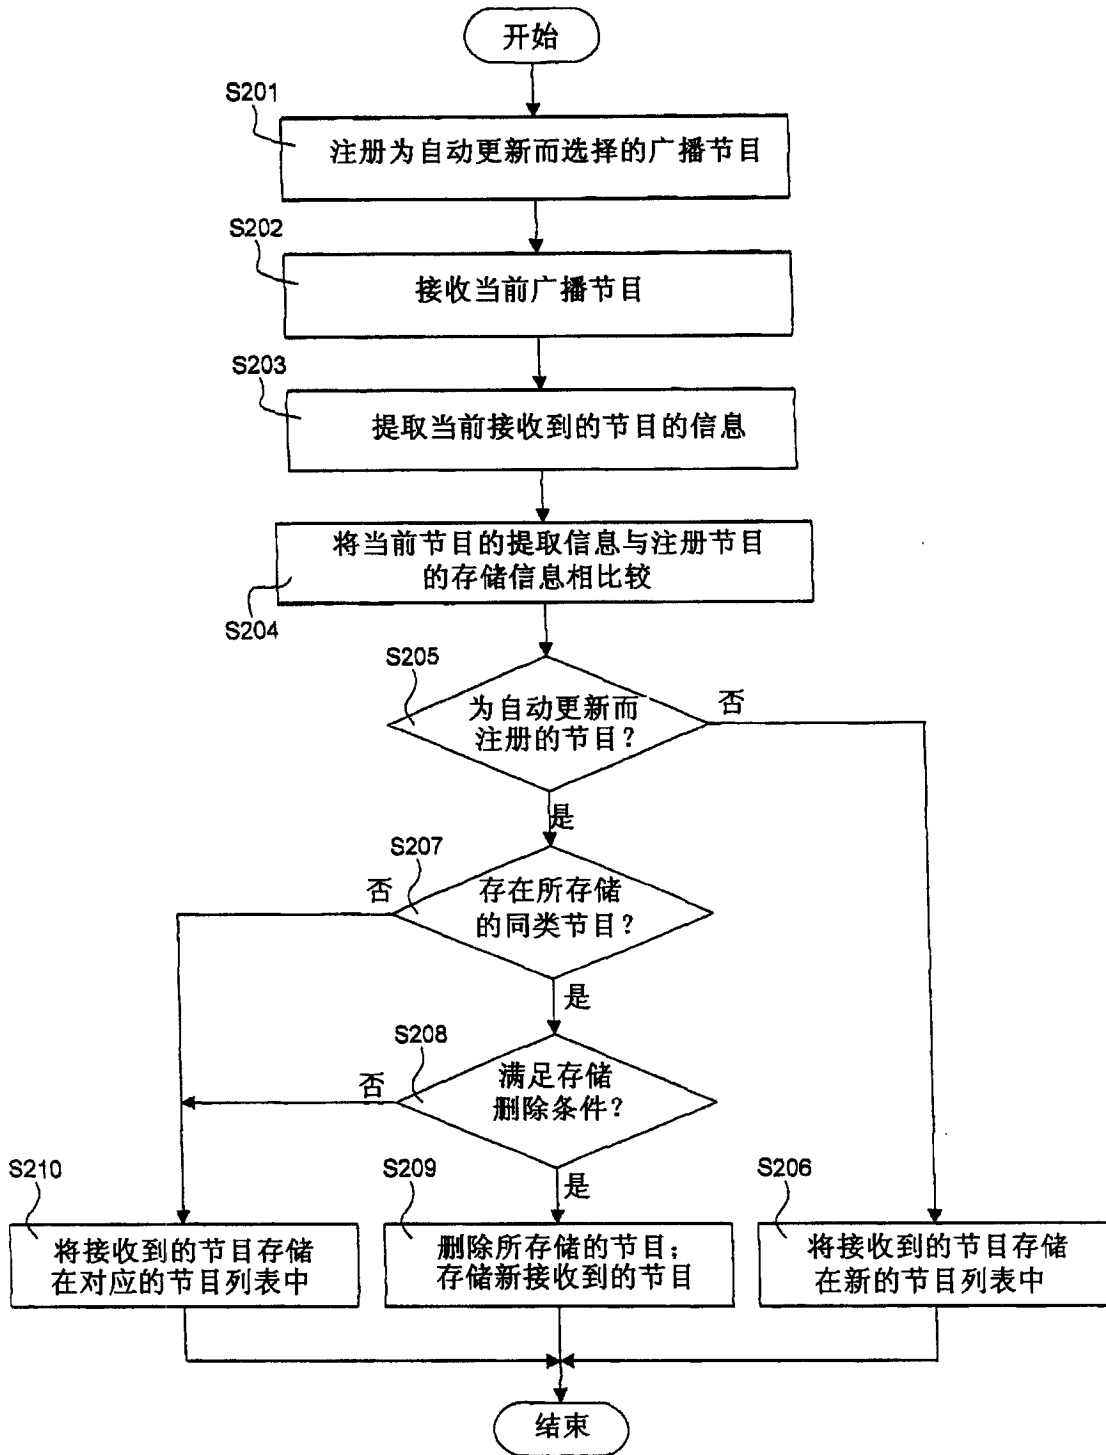 开始
S201
注册为自动更新而选择的广播节目
S202
接收当前广播节目
S203
提取当前接收到的节目的信息
将当前节目的提取信息与注册节目
的存储信息相比较
S204
S205
为自动更新而
注册的节目？
否
是
S207
否
存在所存储
的同类节目？
是
S208
否
满足存储
删除条件？
是
S210
将接收到的节目存储
在对应的节目列表中
S209
删除所存储的节目；
存储新接收到的节目
S206
将接收到的节目存储
在新的节目列表中
结束